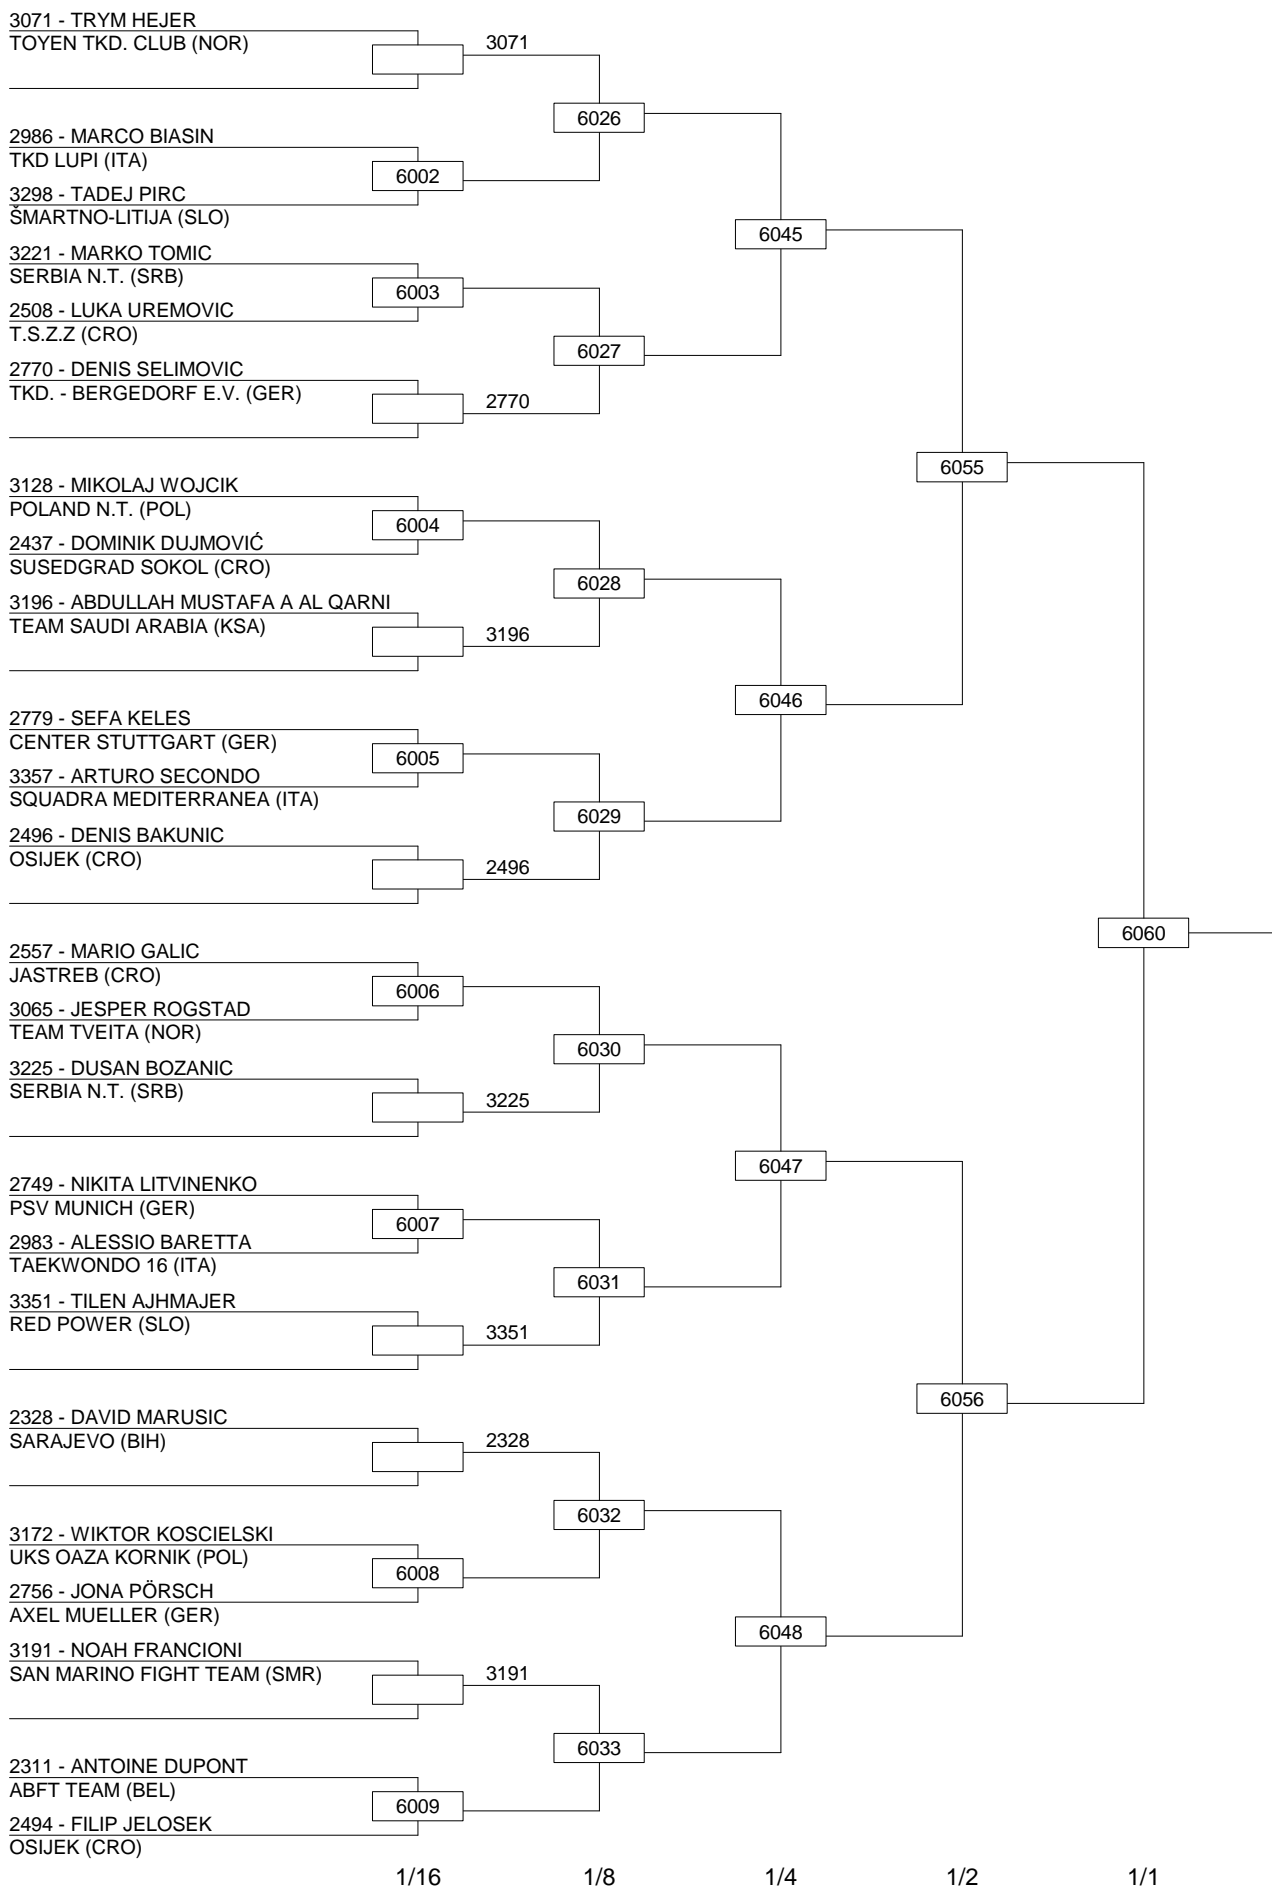 3071 - TRYM HEJER
TOYEN TKD. CLUB (NOR)
3071
6026
2986 - MARCO BIASIN
TKD LUPI (ITA)
6002
3298 - TADEJ PIRC
ŠMARTNO-LITIJA (SLO)
6045
3221 - MARKO TOMIC
SERBIA N.T. (SRB)
6003
2508 - LUKA UREMOVIC
T.S.Z.Z (CRO)
6027
2770 - DENIS SELIMOVIC
TKD. - BERGEDORF E.V. (GER)
2770
6055
3128 - MIKOLAJ WOJCIK
POLAND N.T. (POL)
6004
2437 - DOMINIK DUJMOVIĆ
SUSEDGRAD SOKOL (CRO)
6028
3196 - ABDULLAH MUSTAFA A AL QARNI
TEAM SAUDI ARABIA (KSA)
3196
6046
2779 - SEFA KELES
CENTER STUTTGART (GER)
6005
3357 - ARTURO SECONDO
SQUADRA MEDITERRANEA (ITA)
6029
2496 - DENIS BAKUNIC
OSIJEK (CRO)
2496
6060
2557 - MARIO GALIC
JASTREB (CRO)
6006
3065 - JESPER ROGSTAD
TEAM TVEITA (NOR)
6030
3225 - DUSAN BOZANIC
SERBIA N.T. (SRB)
3225
6047
2749 - NIKITA LITVINENKO
PSV MUNICH (GER)
6007
2983 - ALESSIO BARETTA
TAEKWONDO 16 (ITA)
6031
3351 - TILEN AJHMAJER
RED POWER (SLO)
3351
6056
2328 - DAVID MARUSIC
SARAJEVO (BIH)
2328
6032
3172 - WIKTOR KOSCIELSKI
UKS OAZA KORNIK (POL)
6008
2756 - JONA PÖRSCH
AXEL MUELLER (GER)
6048
3191 - NOAH FRANCIONI
SAN MARINO FIGHT TEAM (SMR)
3191
6033
2311 - ANTOINE DUPONT
ABFT TEAM (BEL)
6009
2494 - FILIP JELOSEK
OSIJEK (CRO)
1/16 1/8 1/4 1/2 1/1